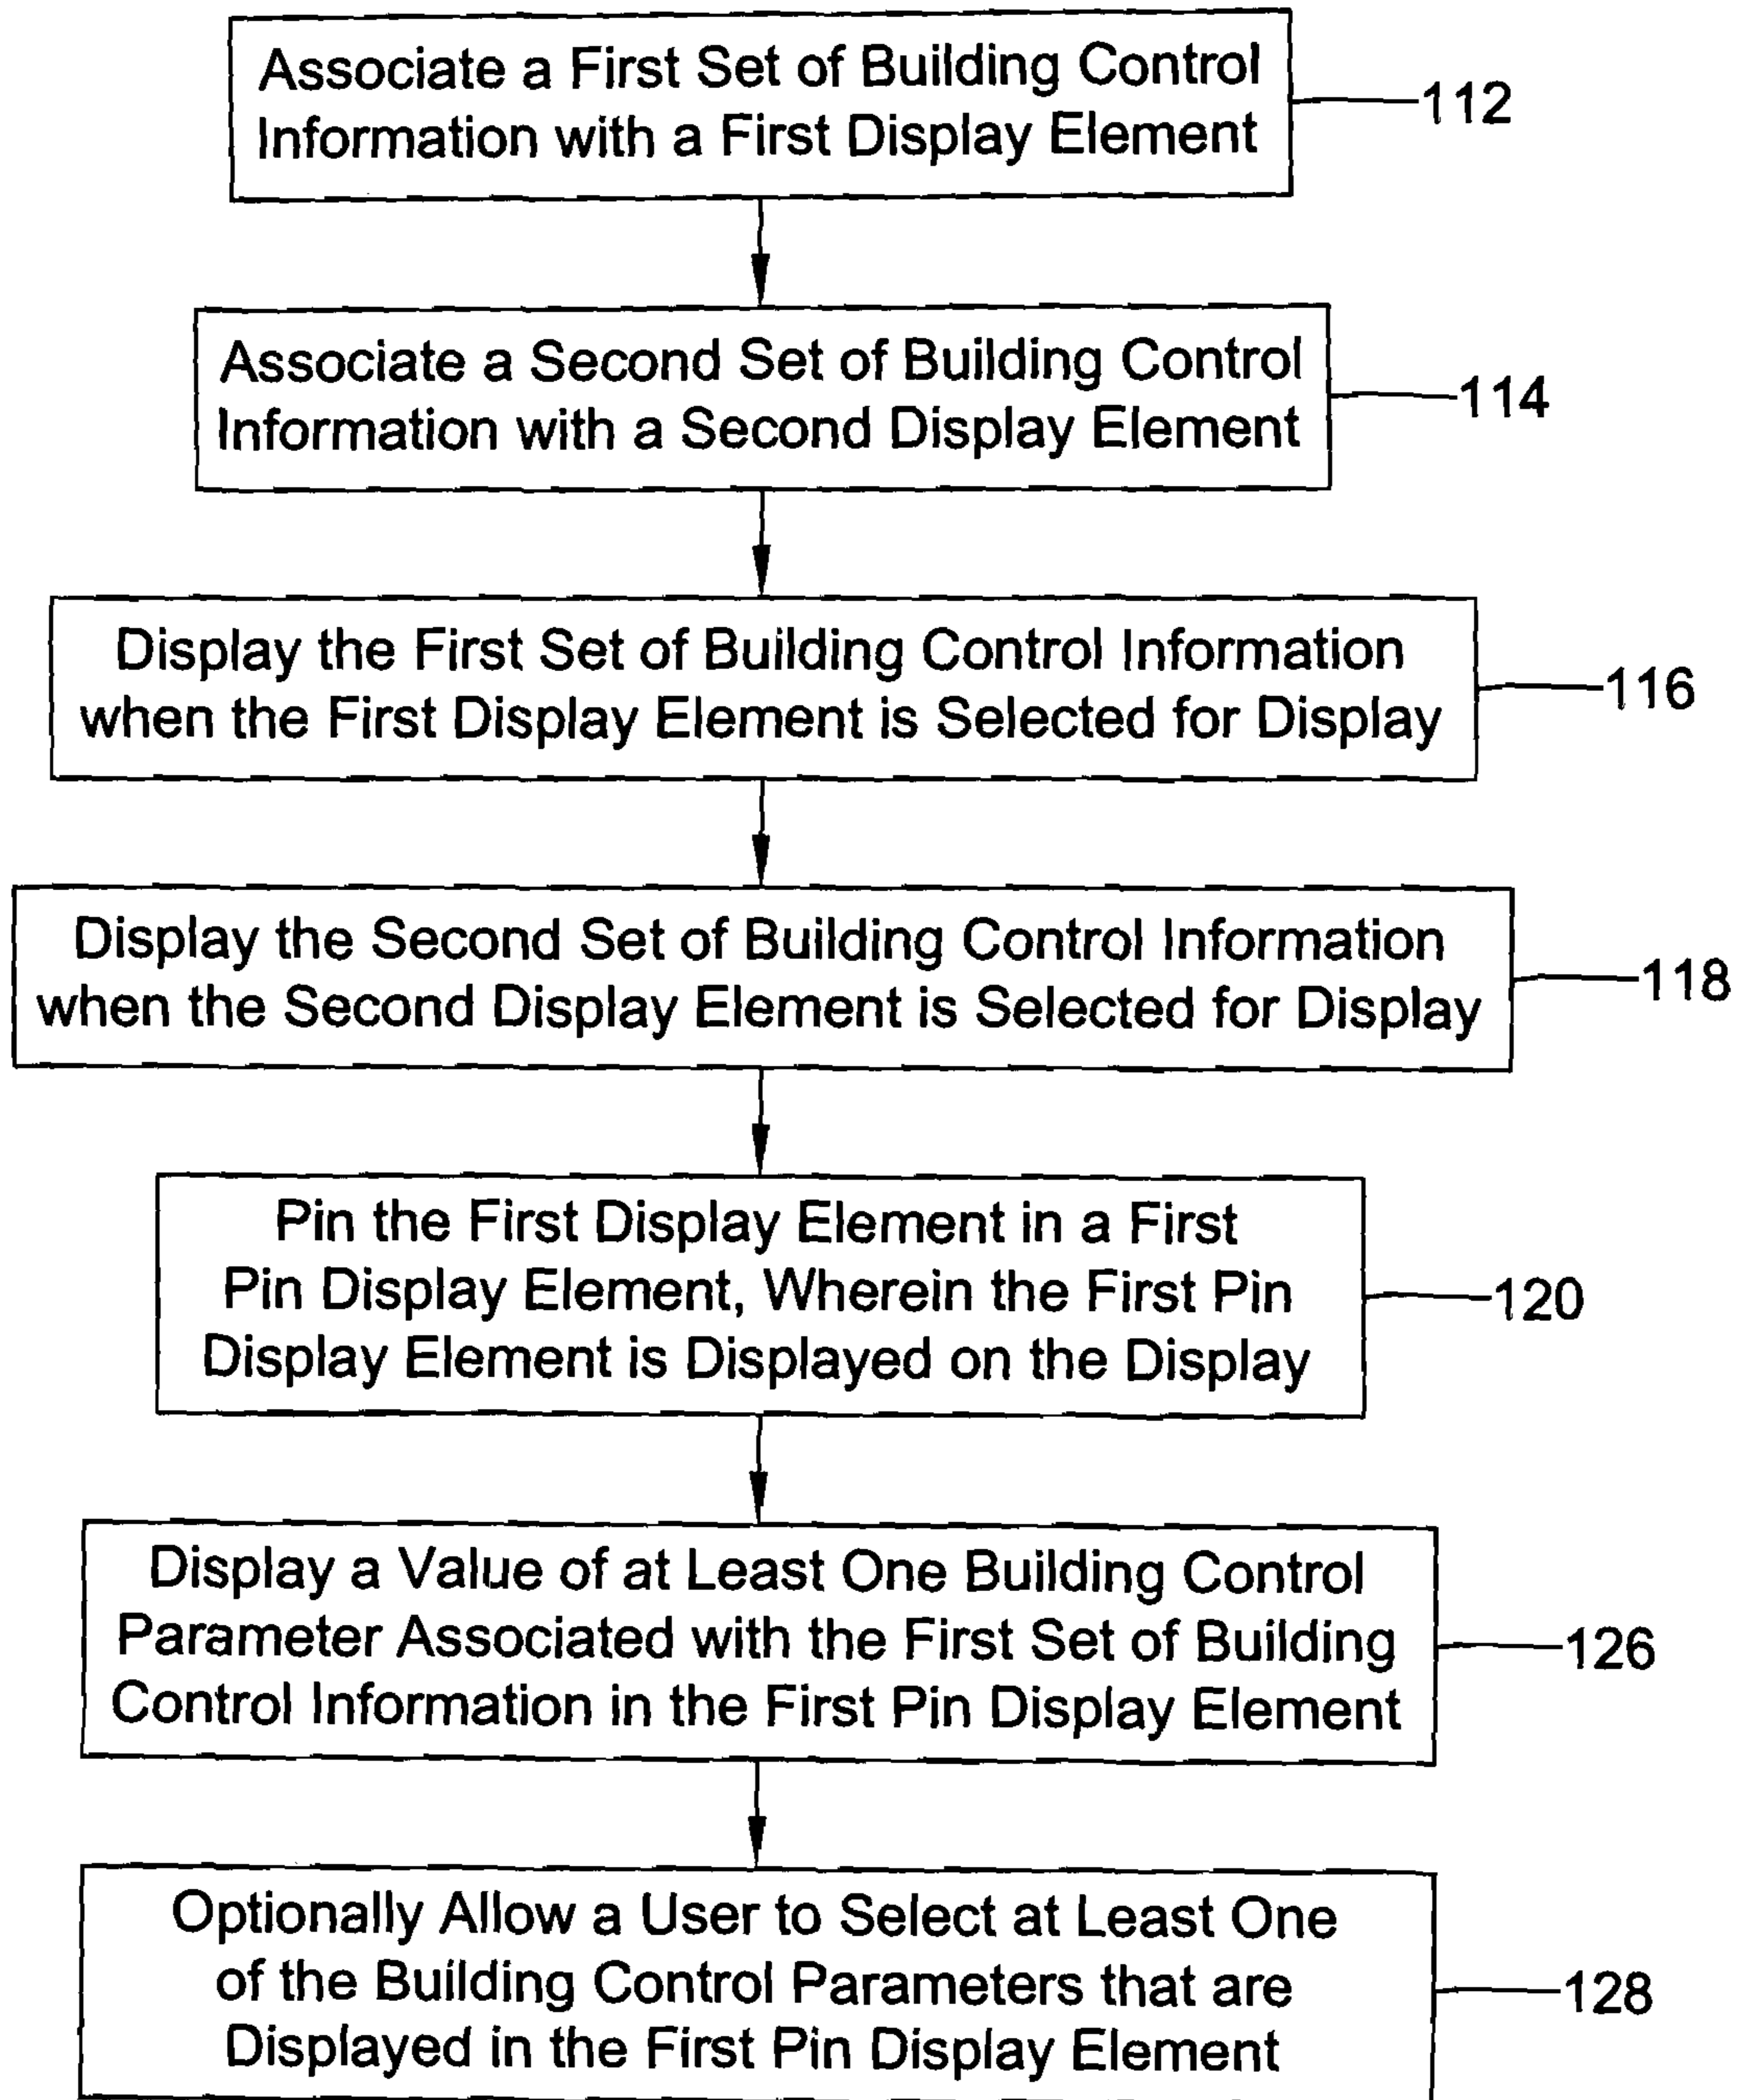 Associate a First Set of Building Control
Information with a First Display Element
112
Associate a Second Set of Building Control
Information with a Second Display Element
114
Display the First Set of Building Control Information
when the First Display Element is Selected for Display
116
Display the Second Set of Building Control Information
when the Second Display Element is Selected for Display
118
Pin the First Display Element in a First
Pin Display Element, Wherein the First Pin
Display Element is Displayed on the Display
120
Display a Value of at Least One Building Control
Parameter Associated with the First Set of Building
Control Information in the First Pin Display Element
126
Optionally Allow a User to Select at Least One
of the Building Control Parameters that are
Displayed in the First Pin Display Element
128